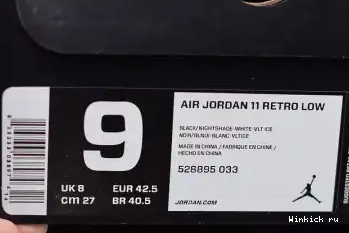 9
UK 8 EUR 42.5
cm 27 BR 40.5
AIR JORDAN 11 RETRO LOW
BLACK/NIGHTSHADE-WHITE-VLT ICE
NOIR/BLNUI-BLANC-VLTICE
MADE IN CHINA / FABRIQUE EN CHINE /
HECHO EN CHINA
528895 033
JORDAN.COM
Winkick ru